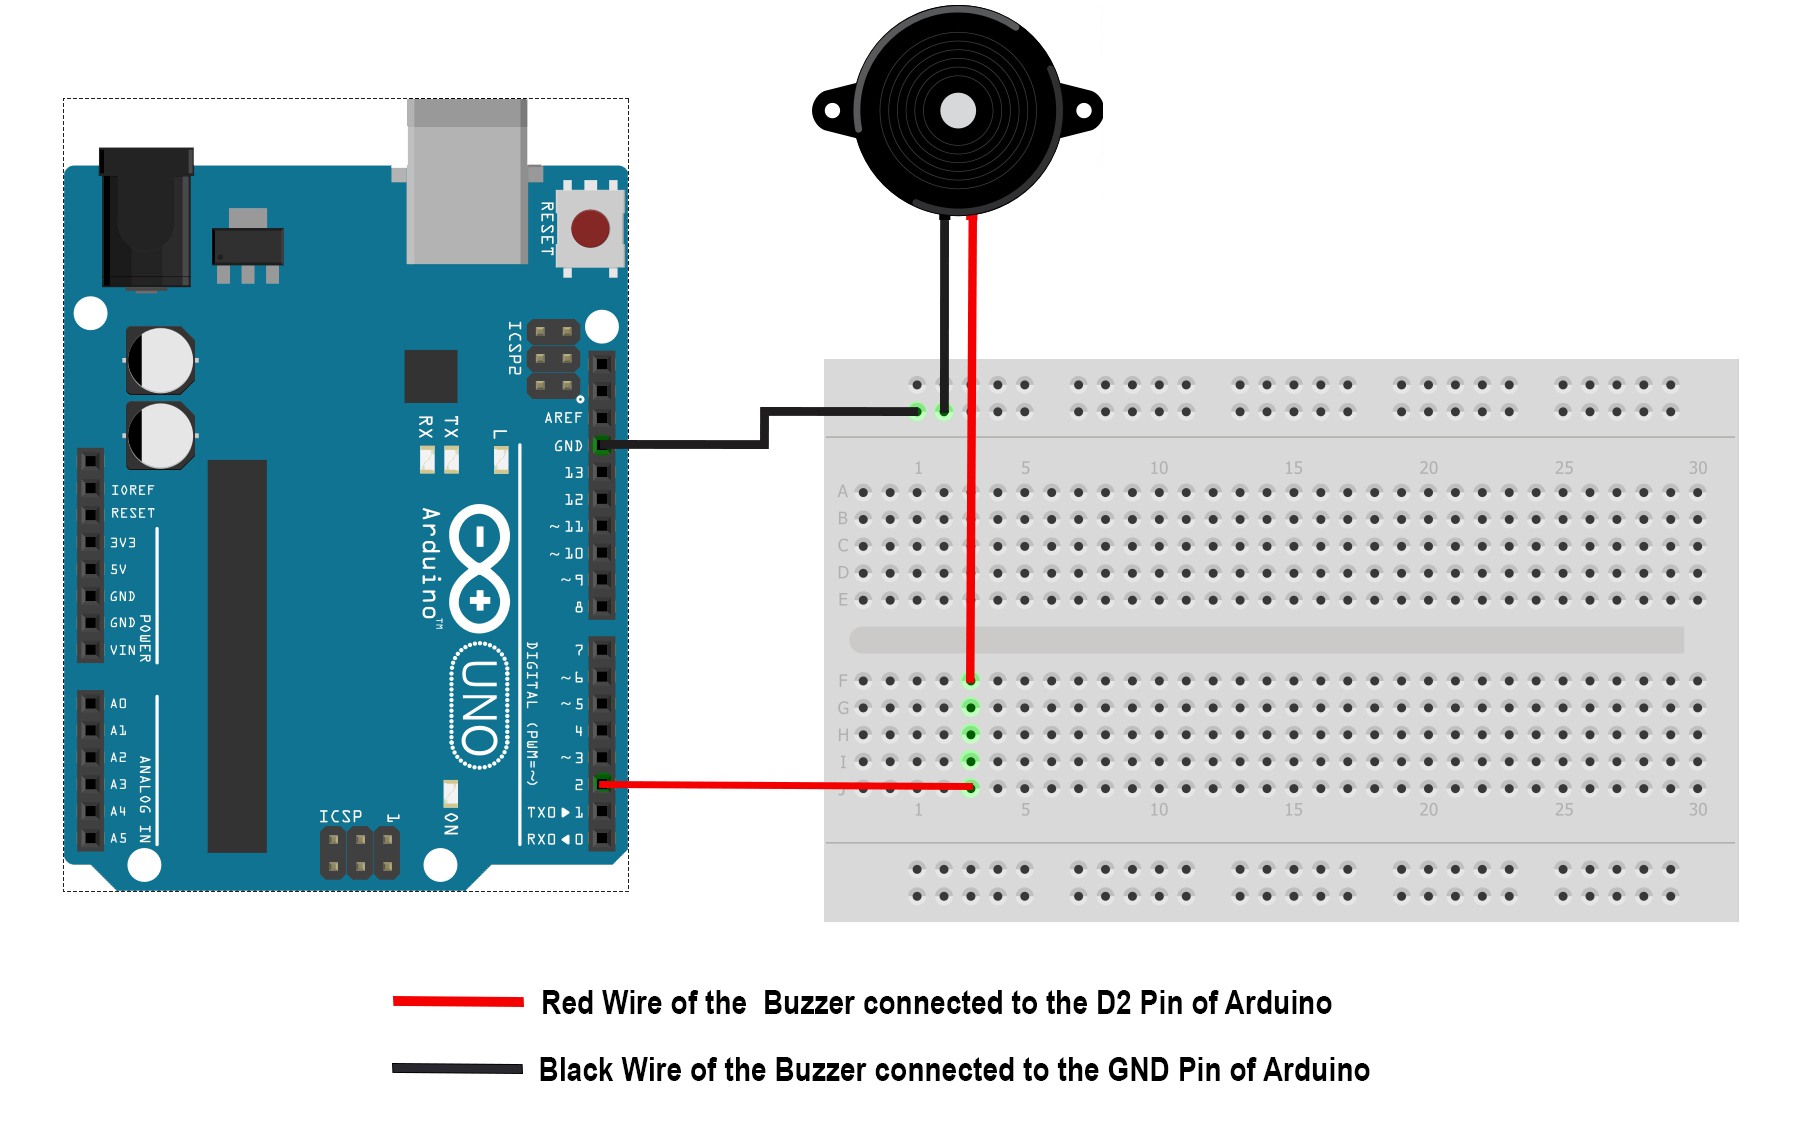 RESET
ICSP2
AREF
GND
13
12
~11
~10
~9
8
RX
TX
L
IOREF
RESET
3V3
5V
GND
GND
VIN
POWER
Arduino™
UNO
DIGITAL (PWM=~)
7
~6
~5
4
~3
2
TX0▶1
RX0◀0
A0
A1
A2
A3
A4
A5
ANALOG IN
ICSP
1
ON
1 5 10 15 20 25 30
A
B
C
D
E
F
G
H
I
J
1 5 10 15 20 25 30
Red Wire of the Buzzer connected to the D2 Pin of Arduino
Black Wire of the Buzzer connected to the GND Pin of Arduino